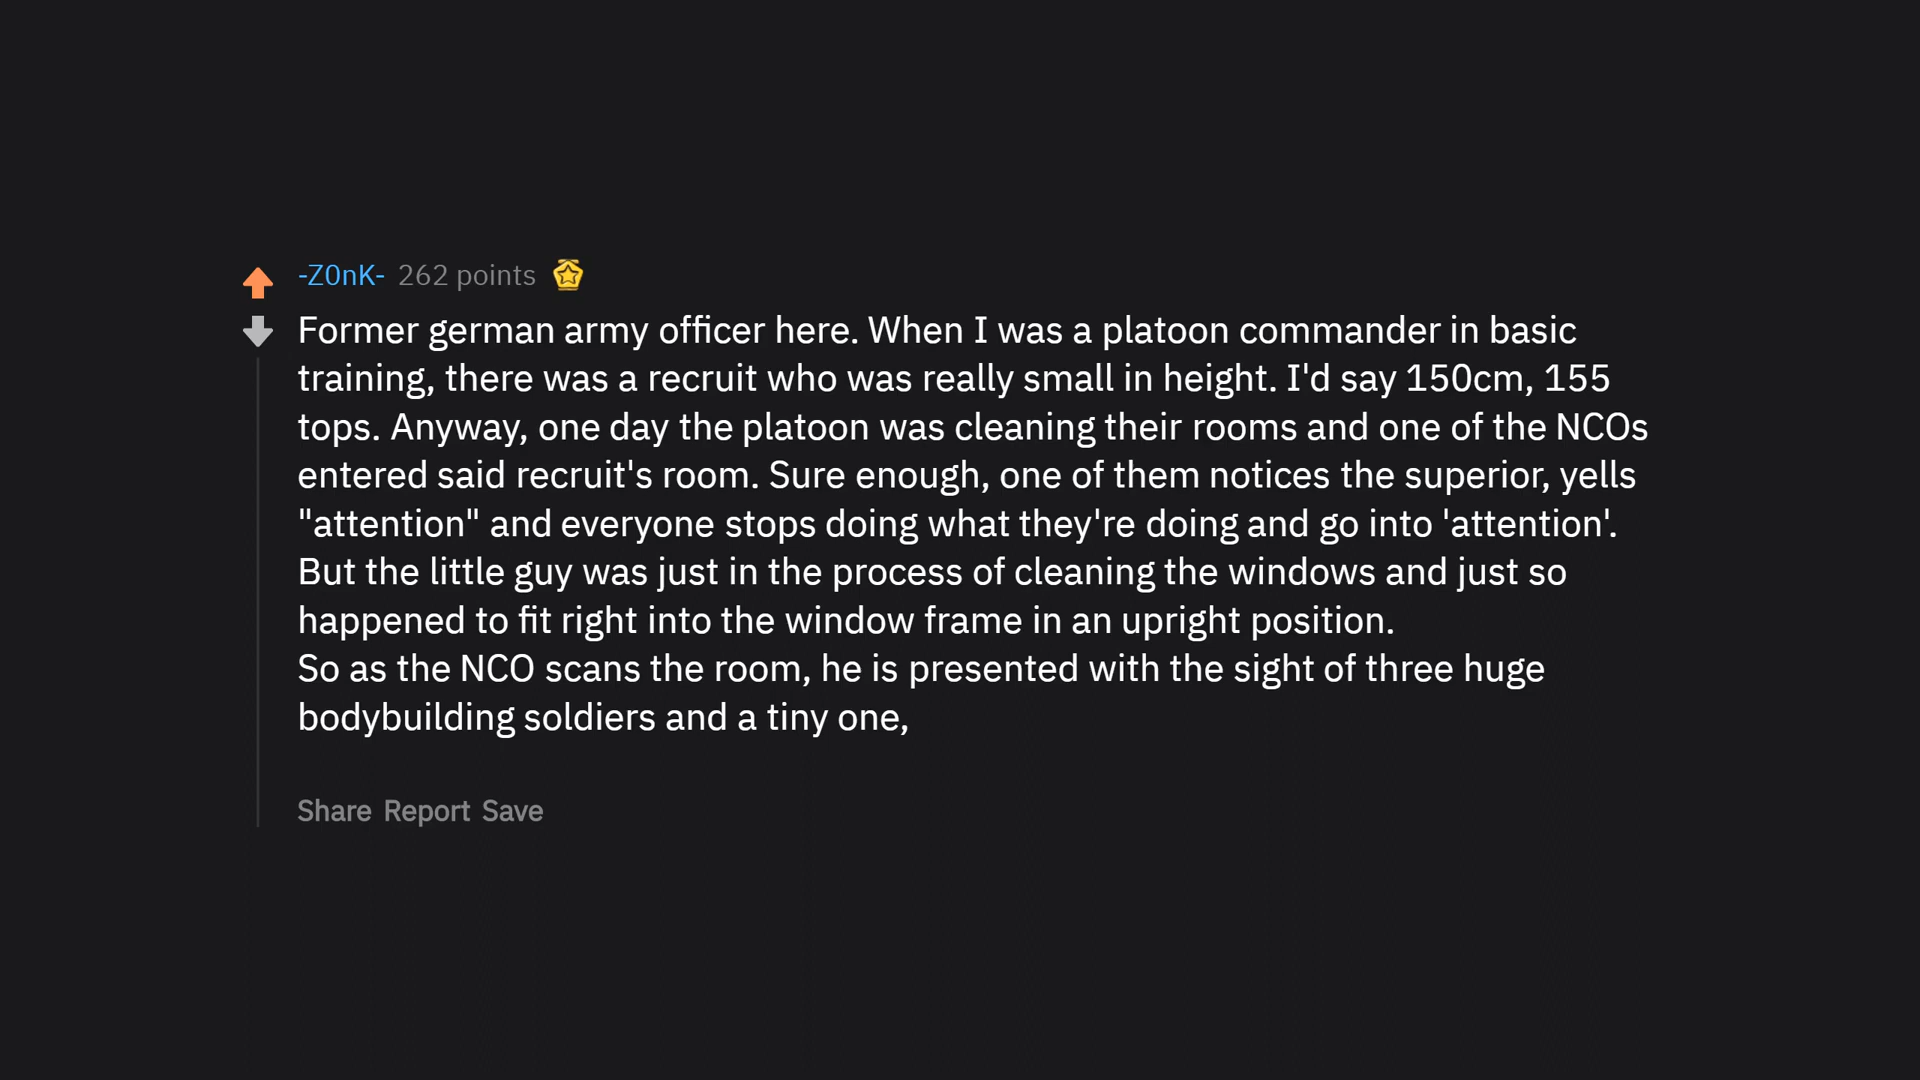 -Z0nK- 262 points
Former german army officer here. When I was a platoon commander in basic
training, there was a recruit who was really small in height. I'd say 150cm, 155
tops. Anyway, one day the platoon was cleaning their rooms and one of the NCOs
entered said recruit's room. Sure enough, one of them notices the superior, yells
"attention" and everyone stops doing what they're doing and go into 'attention'.
But the little guy was just in the process of cleaning the windows and just so
happened to fit right into the window frame in an upright position.
So as the NCO scans the room, he is presented with the sight of three huge
bodybuilding soldiers and a tiny one,
Share Report Save